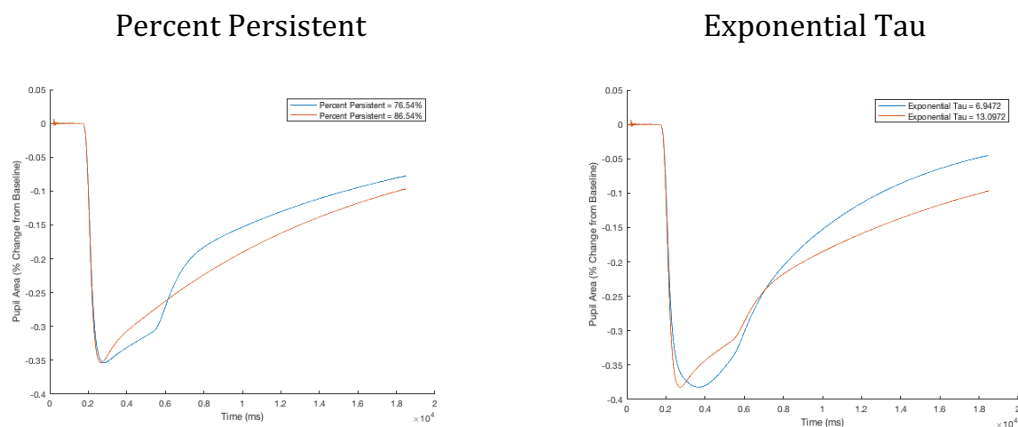 Percent Persistent
Exponential Tau
0.05
0
-0.05
-0.1
-0.15
-0.2
-0.25
-0.3
-0.35
-0.4
Pupil Area (% Change from Baseline)
Percent Persistent = 76.54%
Percent Persistent = 86.54%
0 0.2 0.4 0.6 0.8 1 1.2 1.4 1.6 1.8 2
Time (ms)
×10⁴
0.05
0
-0.05
-0.1
-0.15
-0.2
-0.25
-0.3
-0.35
-0.4
Pupil Area (% Change from Baseline)
Exponential Tau = 6.9472
Exponential Tau = 13.0972
0 0.2 0.4 0.6 0.8 1 1.2 1.4 1.6 1.8 2
Time (ms)
×10⁴